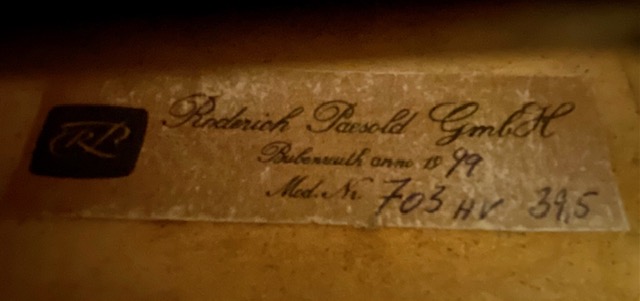 RP
Roderich Paesold GmbH
Bubenreuth anno 1999
Mod. Nr. 703 HV 39,5